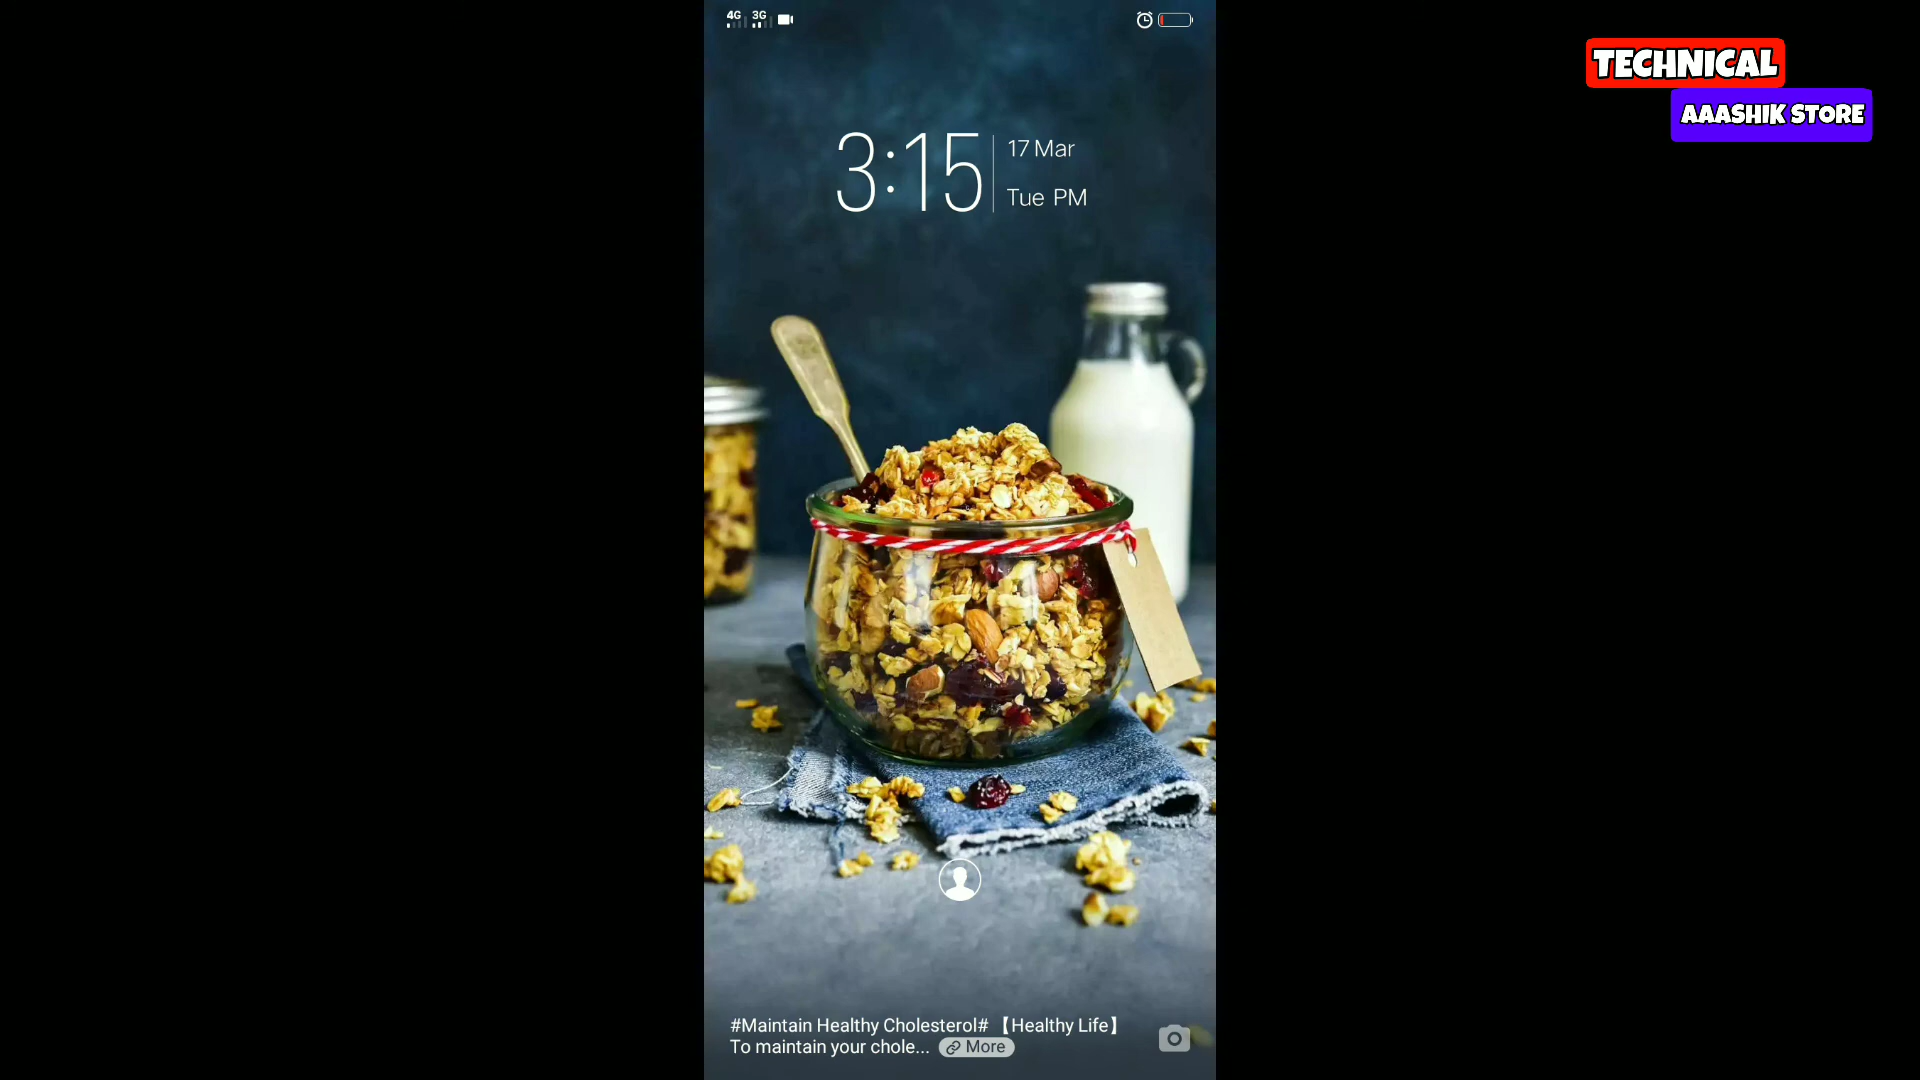 4G 3G
TECHNICAL
AAASHIK STORE
3:15
17 Mar
Tue PM
#Maintain Healthy Cholesterol# 【Healthy Life】
To maintain your chole... More